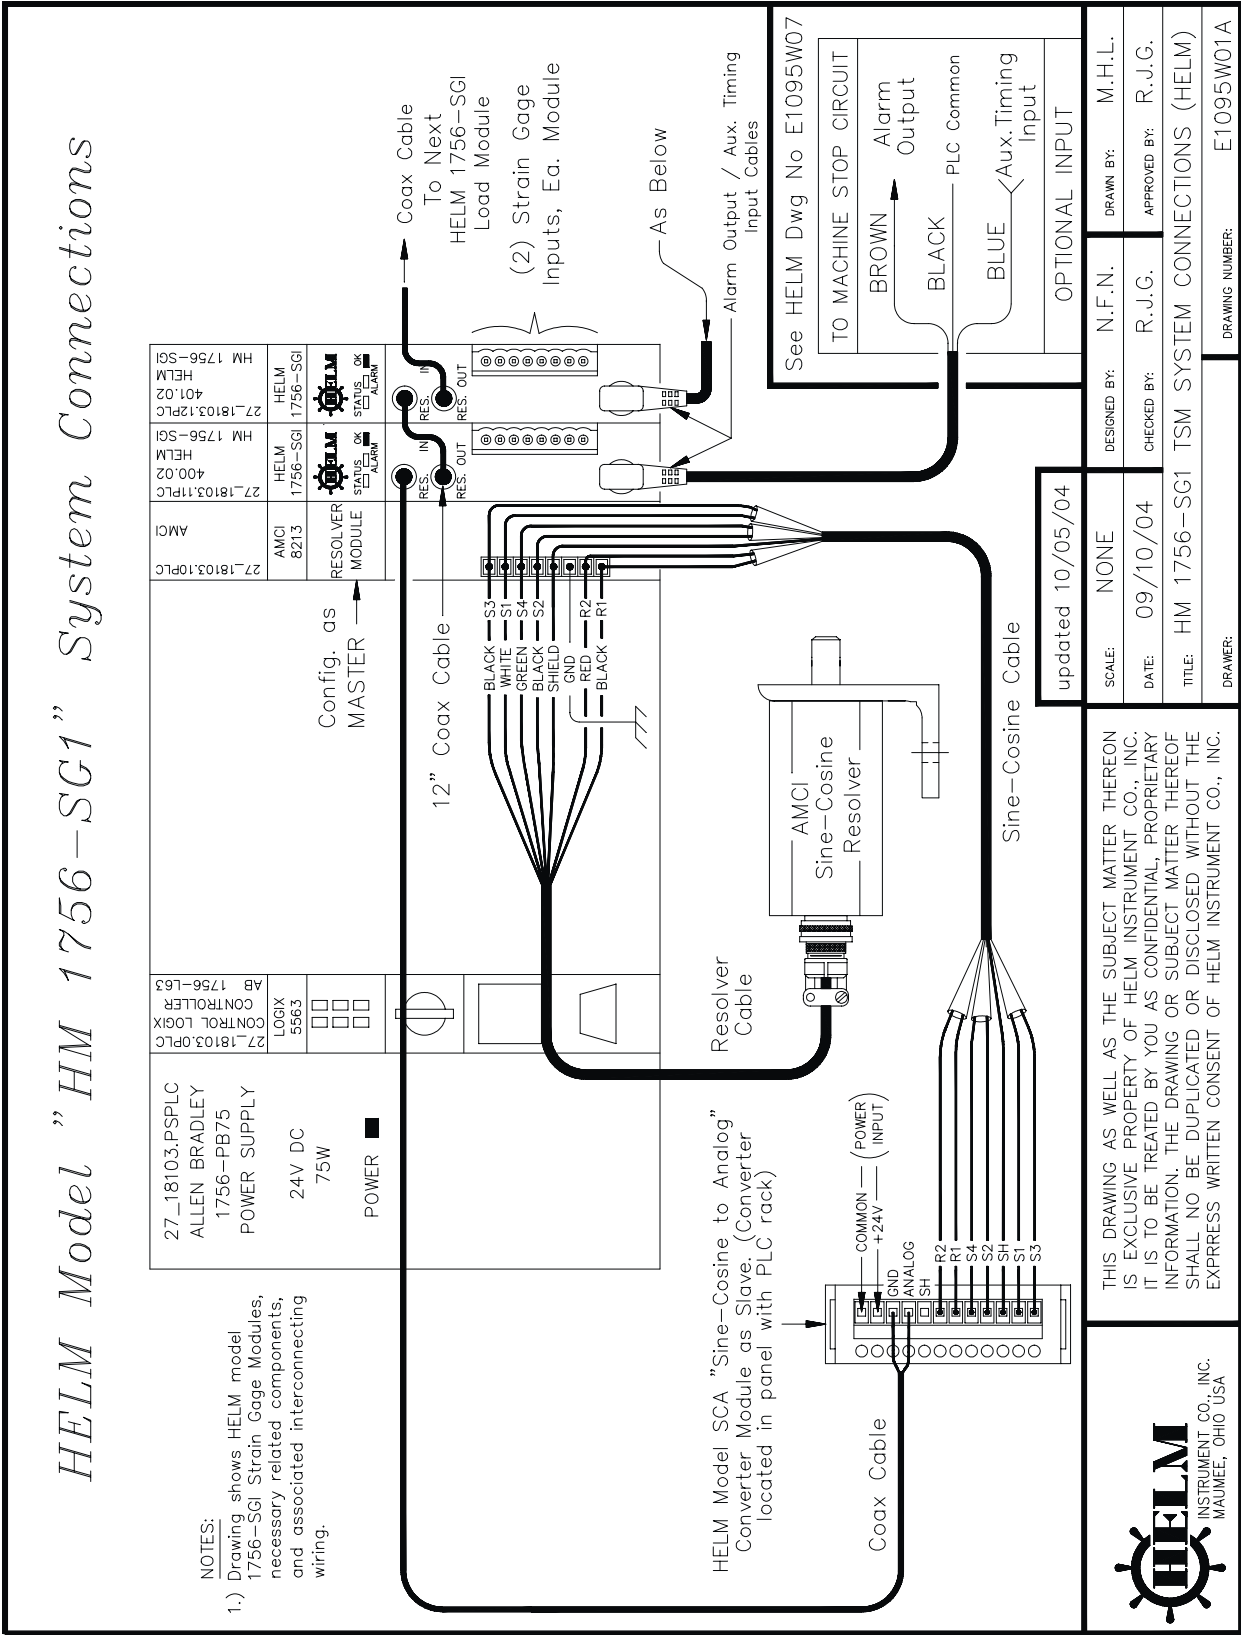 HELM Model "HM 1756-SG1" System Connections
NOTES:
1.) Drawing shows HELM model
1756-SGI Strain Gage Modules,
necessary related components,
and associated interconnecting
wiring.
27_18103.PSPLC
ALLEN BRADLEY
1756-PB75
POWER SUPPLY
24V DC
75W
POWER
27_18103.0PLC
CONTROL LOGIX
CONTROLLER
AB 1756-L63
LOGIX
5563
Config. as
MASTER
12" Coax Cable
27_18103.10PLC
AMCI
AMCI
8213
RESOLVER
MODULE
27_18103.11PLC
400.02
HELM
HM 1756-SGI
HELM
1756-SGI
HELM
STATUS OK
ALARM
RES. IN
RES. OUT
27_18103.12PLC
401.02
HELM
HM 1756-SGI
HELM
1756-SGI
HELM
STATUS OK
ALARM
RES. IN
RES. OUT
Coax Cable
To Next
HELM 1756-SGI
Load Module
(2) Strain Gage
Inputs, Ea. Module
As Below
Alarm Output / Aux. Timing
Input Cables
BLACK S3
WHITE S1
GREEN S4
BLACK S2
SHIELD
GND
RED R2
BLACK R1
Resolver
Cable
AMCI
Sine-Cosine
Resolver
Sine-Cosine Cable
HELM Model SCA "Sine-Cosine to Analog"
Converter Module as Slave. (Converter
located in panel with PLC rack)
COMMON
+24V
(POWER
INPUT)
GND
ANALOG
SH
R2
R1
S4
S2
SH
S1
S3
Coax Cable
See HELM Dwg No E1095W07
TO MACHINE STOP CIRCUIT
BROWN
Alarm
Output
BLACK
PLC Common
BLUE
Aux. Timing
Input
OPTIONAL INPUT
updated 10/05/04
HELM
INSTRUMENT CO., INC.
MAUMEE, OHIO USA
THIS DRAWING AS WELL AS THE SUBJECT MATTER THEREON
IS EXCLUSIVE PROPERTY OF HELM INSTRUMENT CO., INC.
IT IS TO BE TREATED BY YOU AS CONFIDENTIAL, PROPRIETARY
INFORMATION. THE DRAWING OR SUBJECT MATTER THEREOF
SHALL NO BE DUPLICATED OR DISCLOSED WITHOUT THE
EXPRRESS WRITTEN CONSENT OF HELM INSTRUMENT CO., INC.
SCALE: NONE
DESIGNED BY: N.F.N.
DRAWN BY: M.H.L.
DATE: 09/10/04
CHECKED BY: R.J.G.
APPROVED BY: R.J.G.
TITLE: HM 1756-SG1 TSM SYSTEM CONNECTIONS (HELM)
DRAWER:
DRAWING NUMBER: E1095W01A